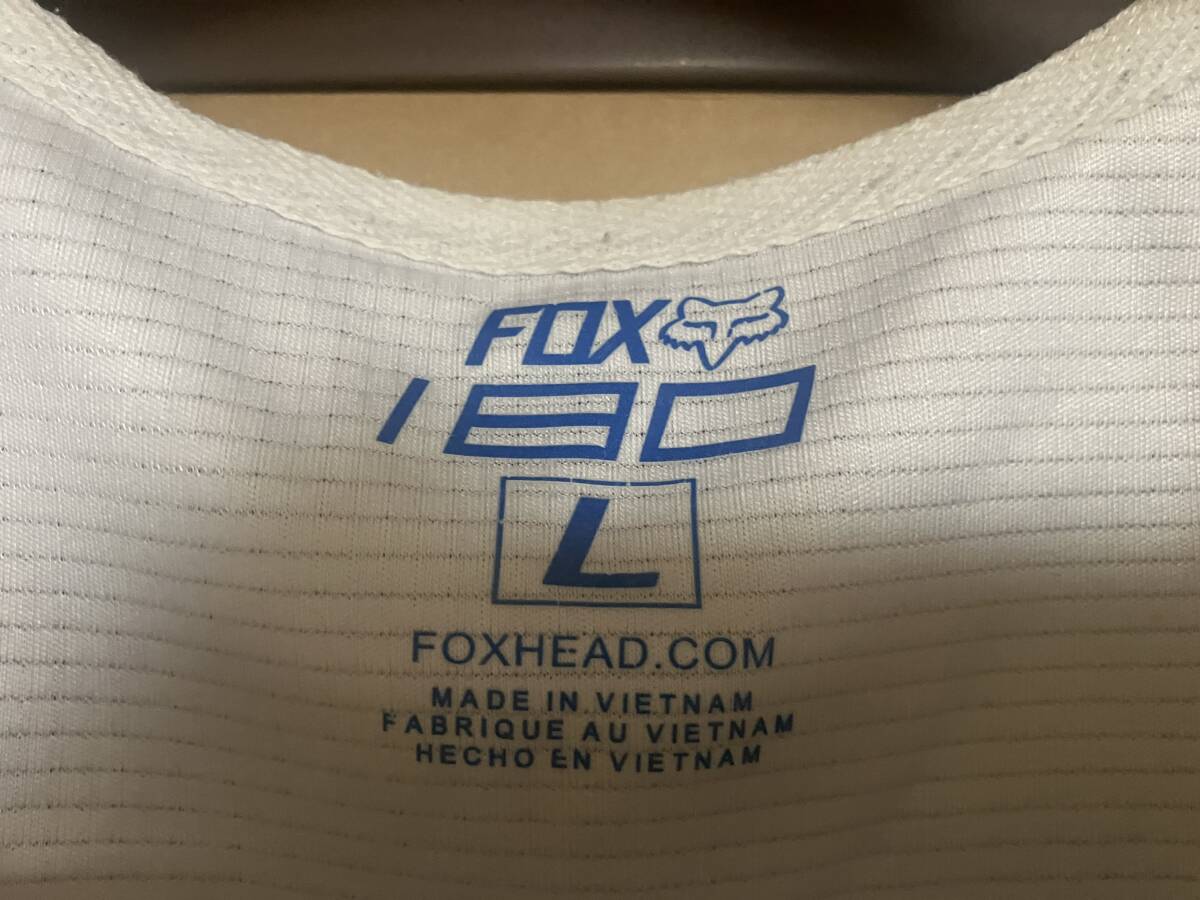 FOX
180
L
FOXHEAD.COM
MADE IN VIETNAM
FABRIQUE AU VIETNAM
HECHO EN VIETNAM